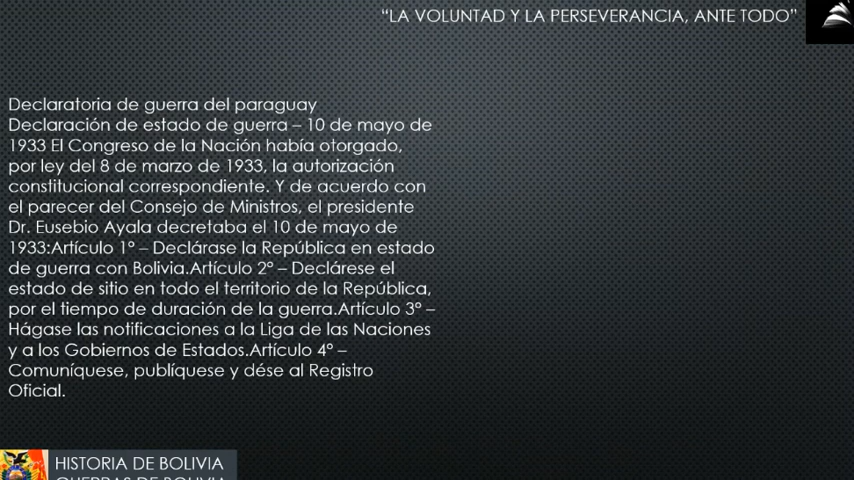 “LA VOLUNTAD Y LA PERSEVERANCIA, ANTE TODO”
Declaratoria de guerra del paraguay
Declaración de estado de guerra – 10 de mayo de
1933 El Congreso de la Nación había otorgado,
por ley del 8 de marzo de 1933, la autorización
constitucional correspondiente. Y de acuerdo con
el parecer del Consejo de Ministros, el presidente
Dr. Eusebio Ayala decretaba el 10 de mayo de
1933:Artículo 1° – Declárase la República en estado
de guerra con Bolivia.Artículo 2° – Declárese el
estado de sitio en todo el territorio de la República,
por el tiempo de duración de la guerra.Artículo 3° –
Hágase las notificaciones a la Liga de las Naciones
y a los Gobiernos de Estados.Artículo 4° –
Comuníquese, publíquese y dése al Registro
Oficial.
HISTORIA DE BOLIVIA
GUERRAS DE BOLIVIA